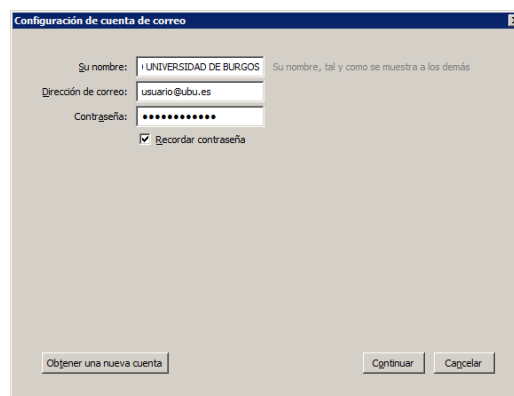 Configuración de cuenta de correo
Su nombre: UNIVERSIDAD DE BURGOS Su nombre, tal y como se muestra a los demás
Dirección de correo: usuario@ubu.es
Contraseña: ●●●●●●●●●●●●
Recordar contraseña
Obtener una nueva cuenta Continuar Cancelar